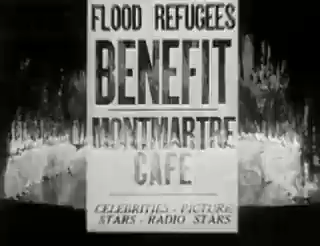 FLOOD REFUGEES
BENEFIT
MONTMARTRE
CAFE
CELEBRITIES - PICTURE
STARS - RADIO STARS